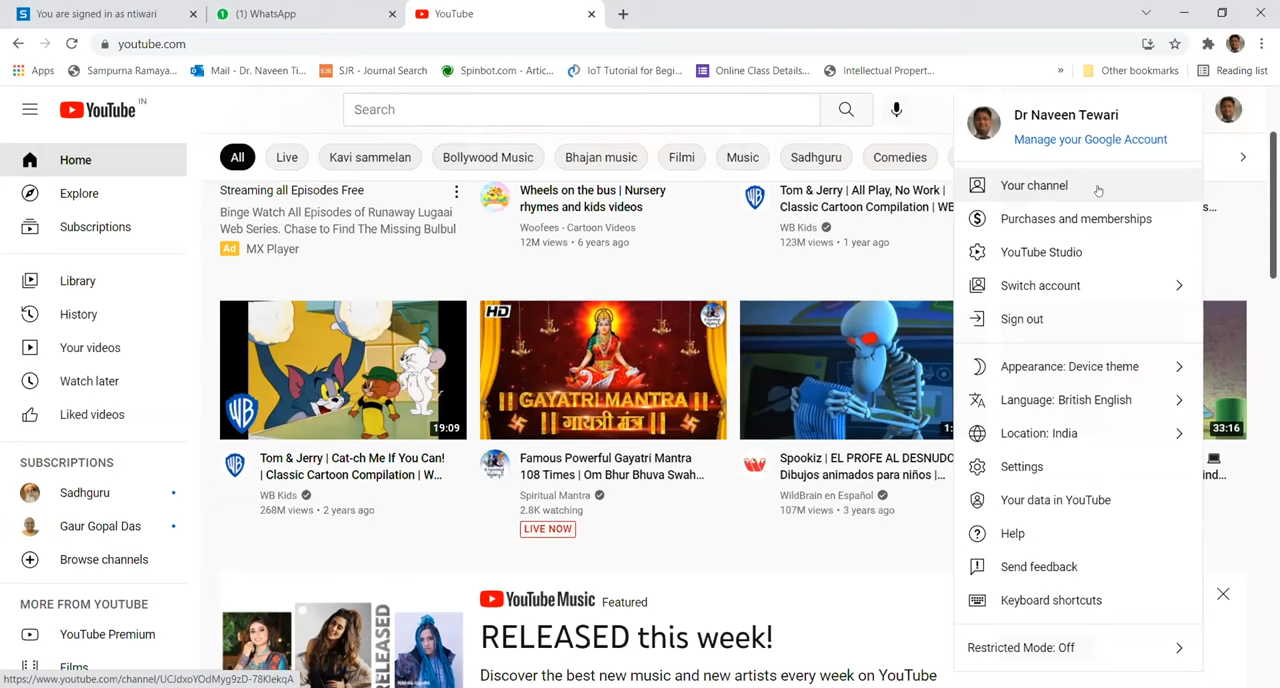 You are signed in as ntiwari
(1) WhatsApp
YouTube
youtube.com
Apps
Sampurna Ramaya...
Mail - Dr. Naveen Ti...
SJR
SJR - Journal Search
Spinbot.com - Artic...
IoT Tutorial for Begi...
Online Class Details...
Intellectual Propert...
»
Other bookmarks
Reading list
YouTube IN
Search
Home
Explore
Subscriptions
Library
History
Your videos
Watch later
Liked videos
SUBSCRIPTIONS
Sadhguru
Gaur Gopal Das
Browse channels
MORE FROM YOUTUBE
YouTube Premium
Films
https://www.youtube.com/channel/UCJdxoYOdMyg9zD-78KlekqA
All
Live
Kavi sammelan
Bollywood Music
Bhajan music
Filmi
Music
Sadhguru
Comedies
Streaming all Episodes Free
Binge Watch All Episodes of Runaway Lugaai
Web Series. Chase to Find The Missing Bulbul
Ad MX Player
Wheels on the bus | Nursery
rhymes and kids videos
Woofees - Cartoon Videos
12M views • 6 years ago
Tom & Jerry | All Play, No Work |
Classic Cartoon Compilation | WB
WB Kids
123M views • 1 year ago
s...
WB
19:09
Tom & Jerry | Cat-ch Me If You Can!
| Classic Cartoon Compilation | W...
WB Kids
268M views • 2 years ago
HD
|| GAYATRI MANTRA ||
गायत्री मंत्र
Famous Powerful Gayatri Mantra
108 Times | Om Bhur Bhuva Swah...
Spiritual Mantra
2.8K watching
LIVE NOW
1:
Spookiz | EL PROFE AL DESNUDO
Dibujos animados para niños |...
WildBrain en Español
107M views • 3 years ago
33:16
ind...
RELEASED
YouTube Music Featured
RELEASED this week!
Discover the best new music and new artists every week on YouTube
Dr Naveen Tewari
Manage your Google Account
Your channel
Purchases and memberships
YouTube Studio
Switch account
Sign out
Appearance: Device theme
Language: British English
Location: India
Settings
Your data in YouTube
Help
Send feedback
Keyboard shortcuts
Restricted Mode: Off